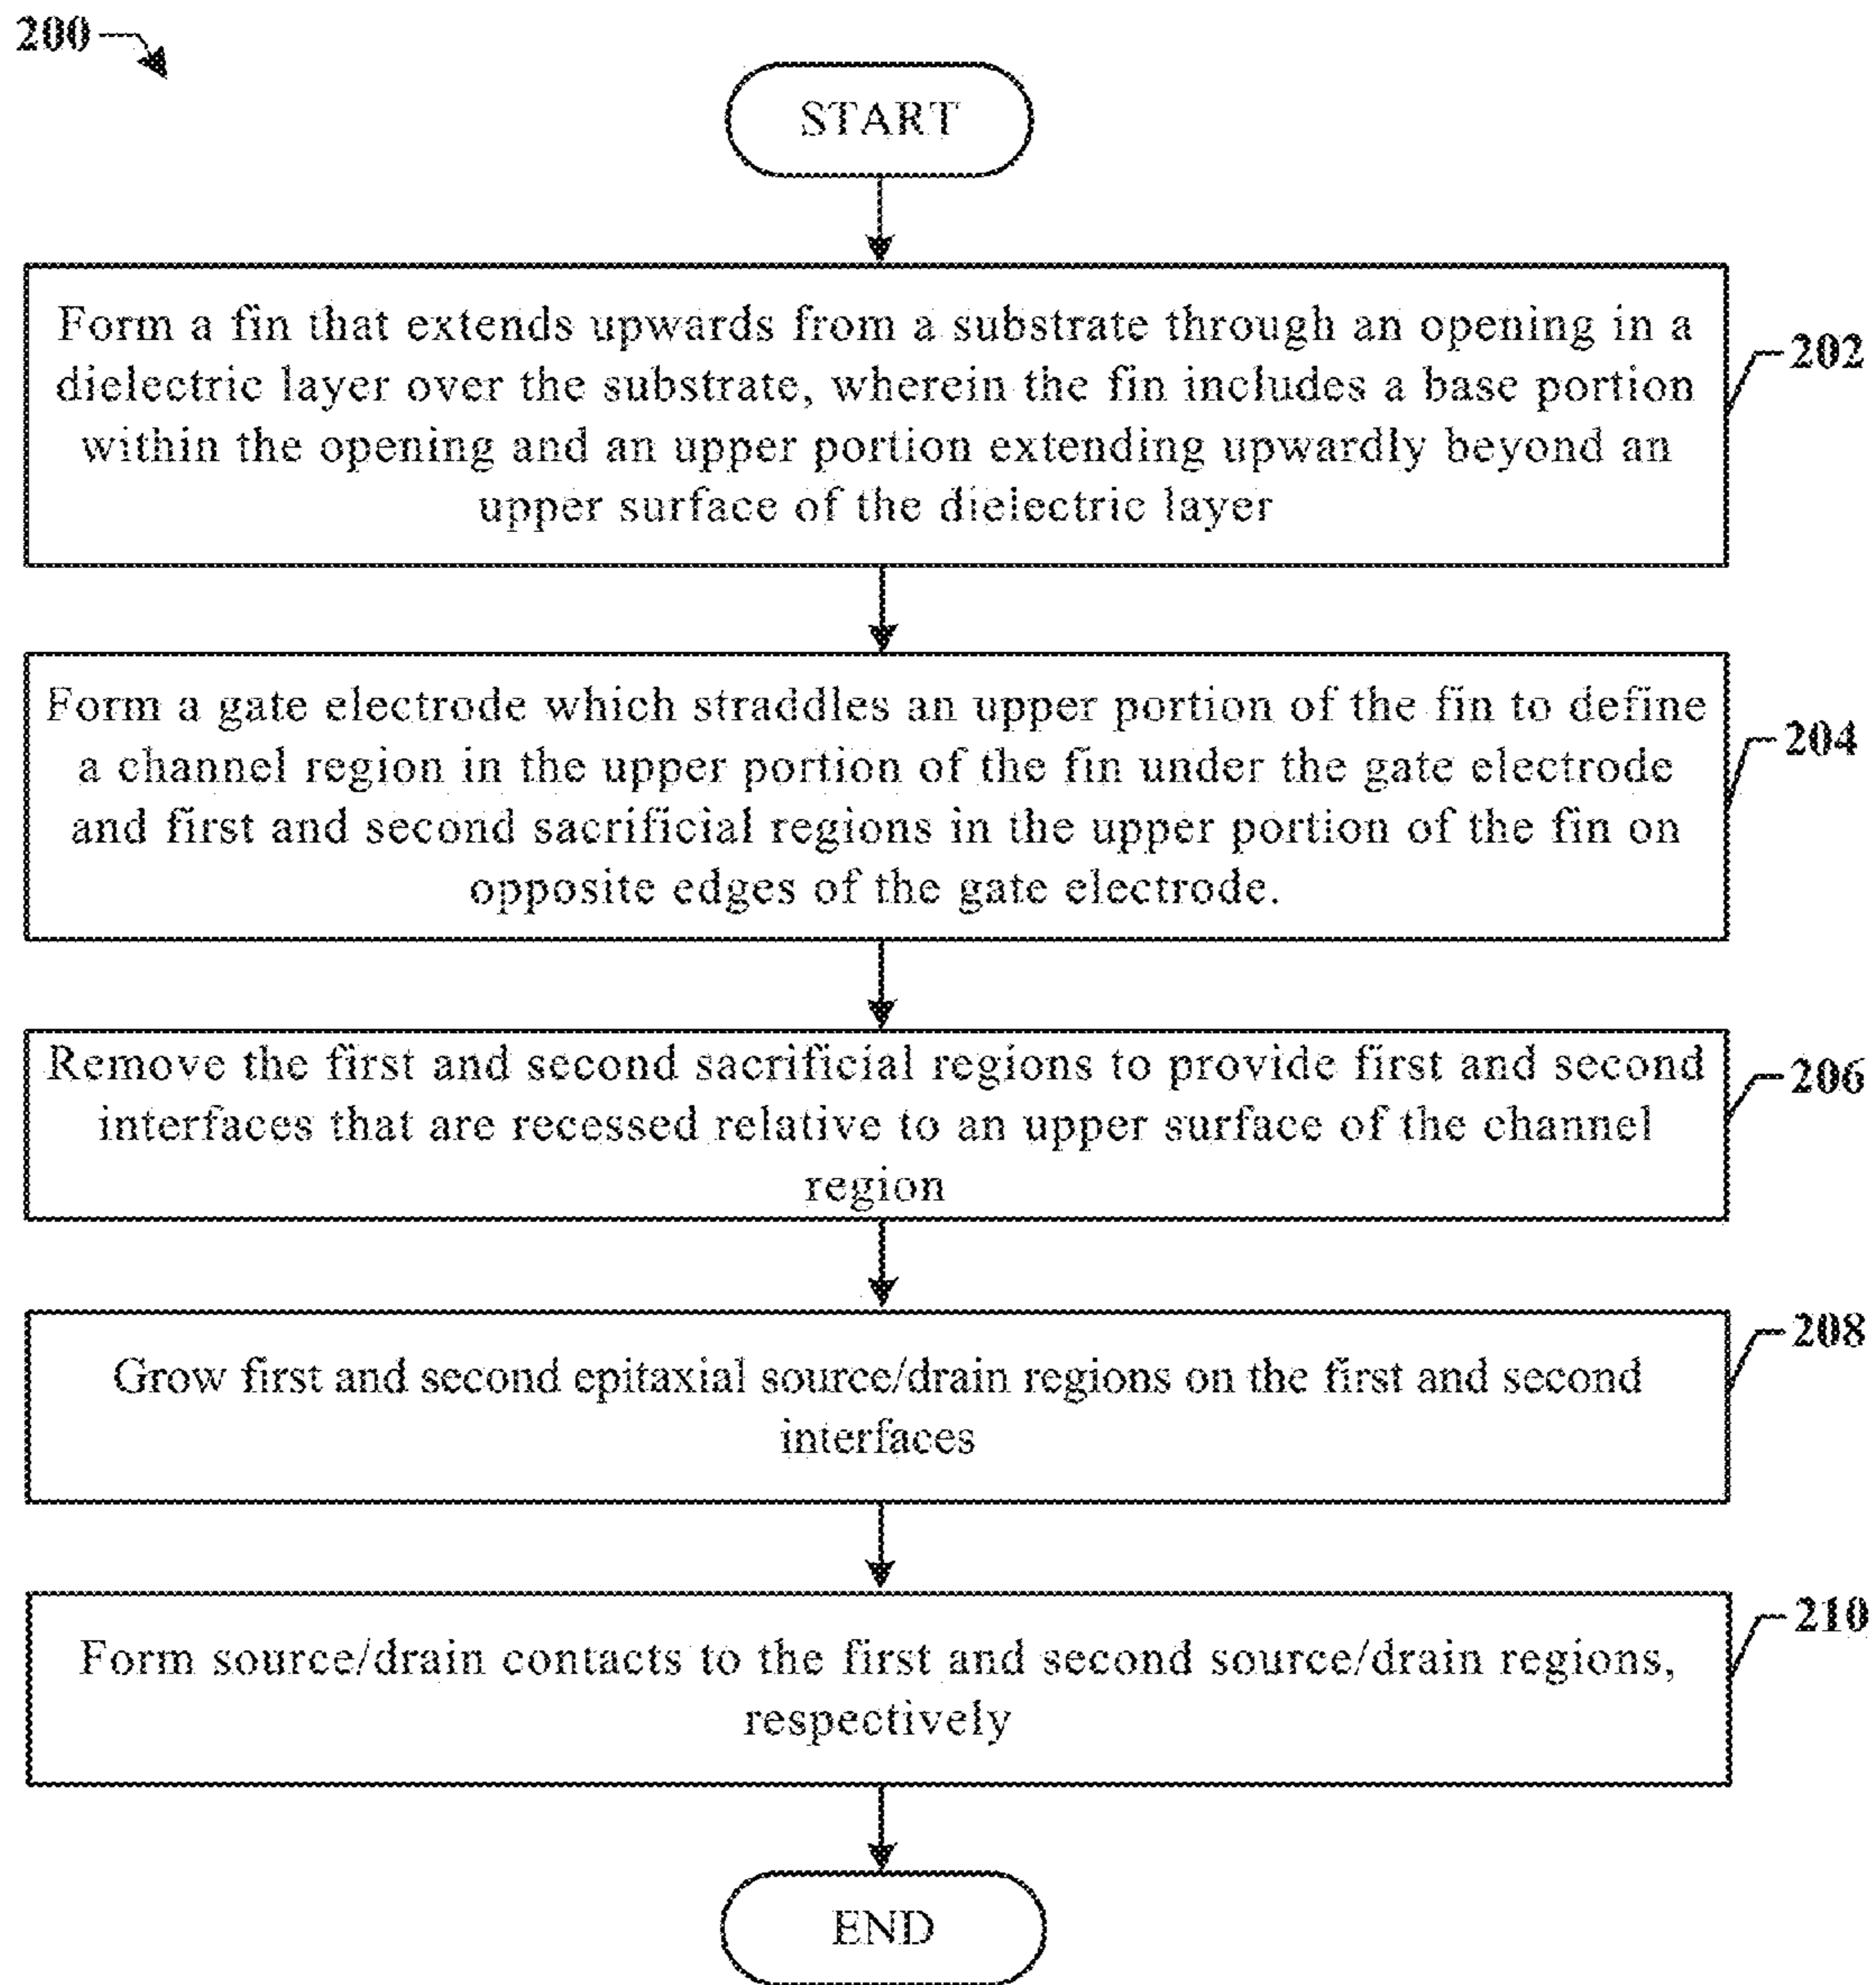 200
START
Form a fin that extends upwards from a substrate through an opening in a
dielectric layer over the substrate, wherein the fin includes a base portion
within the opening and an upper portion extending upwardly beyond an
upper surface of the dielectric layer
202
Form a gate electrode which straddles an upper portion of the fin to define
a channel region in the upper portion of the fin under the gate electrode
and first and second sacrificial regions in the upper portion of the fin on
opposite edges of the gate electrode.
204
Remove the first and second sacrificial regions to provide first and second
interfaces that are recessed relative to an upper surface of the channel
region
206
Grow first and second epitaxial source/drain regions on the first and second
interfaces
208
Form source/drain contacts to the first and second source/drain regions,
respectively
210
END